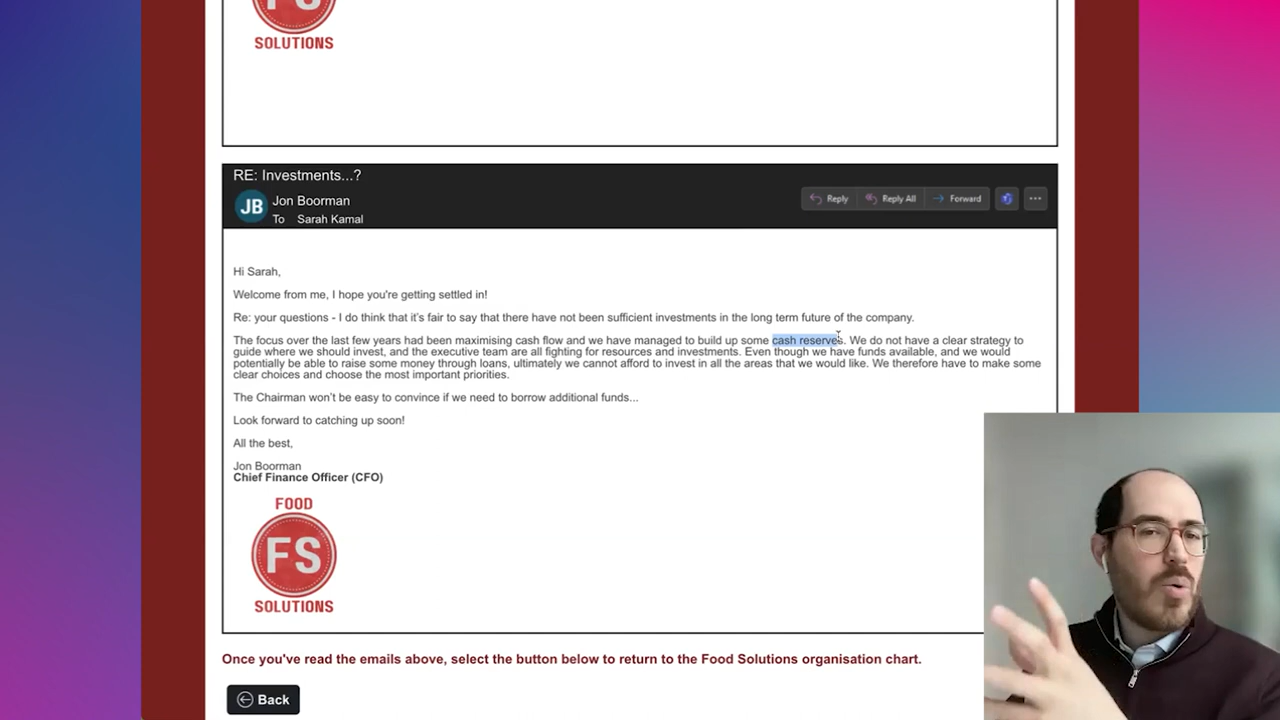 FS
SOLUTIONS
RE: Investments...?
JB
Jon Boorman
To Sarah Kamal
Reply
Reply All
Forward
Hi Sarah,
Welcome from me, I hope you're getting settled in!
Re: your questions - I do think that it's fair to say that there have not been sufficient investments in the long term future of the company.
The focus over the last few years had been maximising cash flow and we have managed to build up some cash reserves. We do not have a clear strategy to
guide where we should invest, and the executive team are all fighting for resources and investments. Even though we have funds available, and we would
potentially be able to raise some money through loans, ultimately we cannot afford to invest in all the areas that we would like. We therefore have to make some
clear choices and choose the most important priorities.
The Chairman won't be easy to convince if we need to borrow additional funds...
Look forward to catching up soon!
All the best,
Jon Boorman
Chief Finance Officer (CFO)
FOOD
FS
SOLUTIONS
Once you've read the emails above, select the button below to return to the Food Solutions organisation chart.
Back